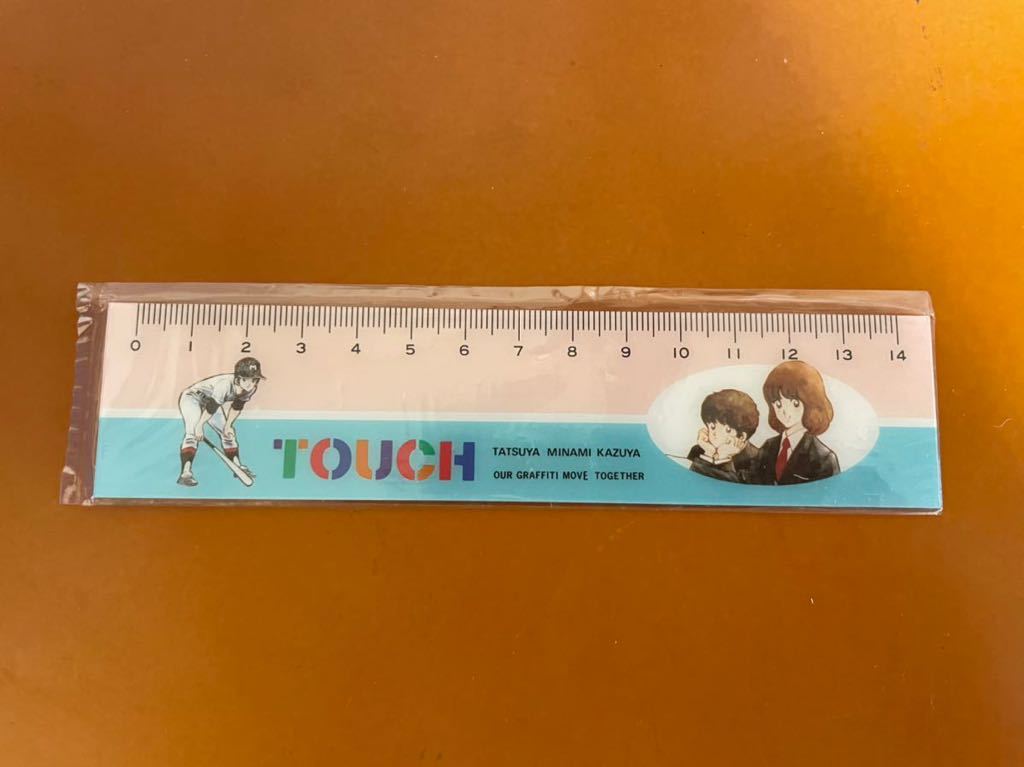 0 1 2 3 4 5 6 7 8 9 10 11 12 13 14
TOUCH
TATSUYA MINAMI KAZUYA
OUR GRAFFITI MOVE TOGETHER